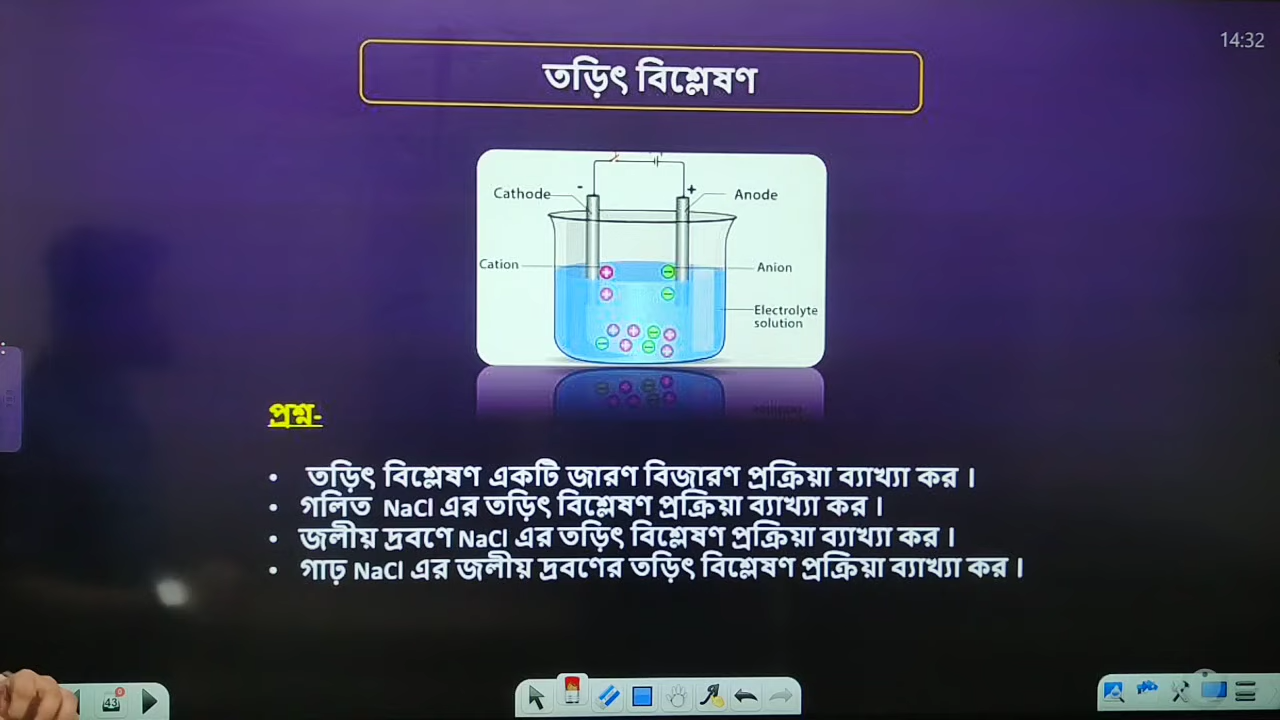 14:32
তড়িৎ বিশ্লেষণ
- +
Cathode Anode
Cation Anion
Electrolyte
solution
প্রশ্ন-
• তড়িৎ বিশ্লেষণ একটি জারণ বিজারণ প্রক্রিয়া ব্যাখ্যা কর ।
• গলিত NaCl এর তড়িৎ বিশ্লেষণ প্রক্রিয়া ব্যাখ্যা কর ।
• জলীয় দ্রবণে NaCl এর তড়িৎ বিশ্লেষণ প্রক্রিয়া ব্যাখ্যা কর ।
• গাঢ় NaCl এর জলীয় দ্রবণের তড়িৎ বিশ্লেষণ প্রক্রিয়া ব্যাখ্যা কর ।
43